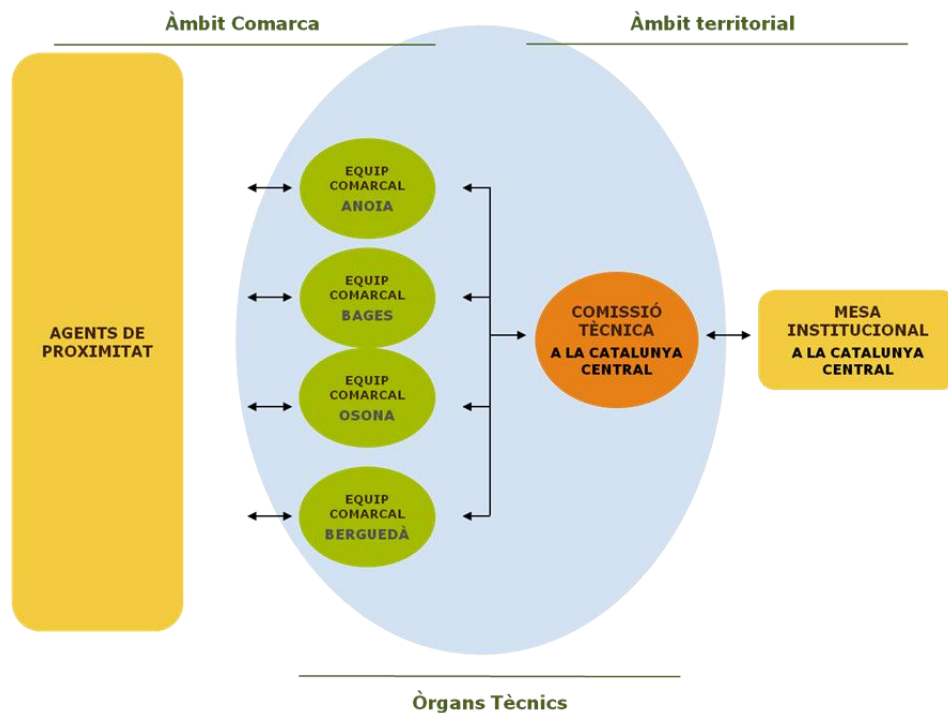 Àmbit Comarca
Àmbit territorial
AGENTS DE
PROXIMITAT
EQUIP
COMARCAL
ANOIA
EQUIP
COMARCAL
BAGES
EQUIP
COMARCAL
OSONA
EQUIP
COMARCAL
BERGUEDÀ
COMISSIÓ
TÈCNICA
A LA CATALUNYA
CENTRAL
MESA
INSTITUCIONAL
A LA CATALUNYA
CENTRAL
Òrgans Tècnics